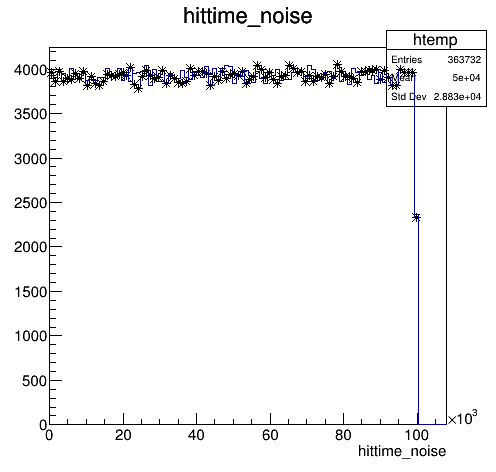 hittime_noise
htemp
Entries 363732
Mean 5e+04
Std Dev 2.883e+04
4000
3500
3000
2500
2000
1500
1000
500
0
0 20 40 60 80 100 ×10³
hittime_noise